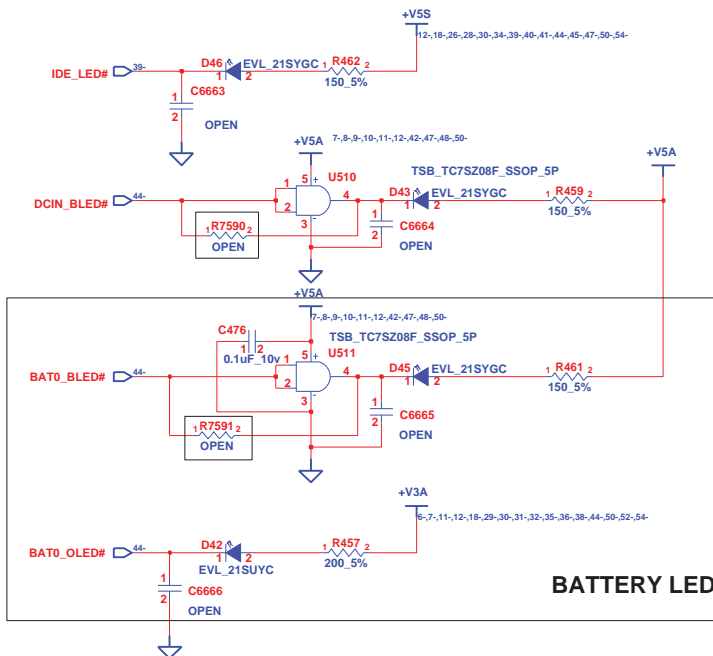 +V5S
12-,18-,26-,28-,30-,34-,39-,40-,41-,44-,45-,47-,50-,54-
IDE_LED# 39- D46 EVL_21SYGC 1 R462 2
1 2 150_5%
1 C6663
2
OPEN
+V5A 7-,8-,9-,10-,11-,12-,42-,47-,48-,50-
+V5A
U510 TSB_TC7SZ08F_SSOP_5P
DCIN_BLED# 44- 1 5 + 4 D43 EVL_21SYGC 1 R459 2
2 1 2 150_5%
3 -
1 R7590 2
OPEN
1 C6664
2
OPEN
+V5A
7-,8-,9-,10-,11-,12-,42-,47-,48-,50-
C476 TSB_TC7SZ08F_SSOP_5P
1 2
0.1uF_10v
U511
BAT0_BLED# 44- 1 5 + 4 D45 EVL_21SYGC 1 R461 2
2 1 2 150_5%
3 -
1 R7591 2
OPEN
1 C6665
2
OPEN
+V3A
6-,7-,11-,12-,18-,29-,30-,31-,32-,35-,36-,38-,44-,50-,52-,54-
BAT0_OLED# 44- D42 1 R457 2
1 2 200_5%
EVL_21SUYC
1 C6666
2
OPEN
BATTERY LED